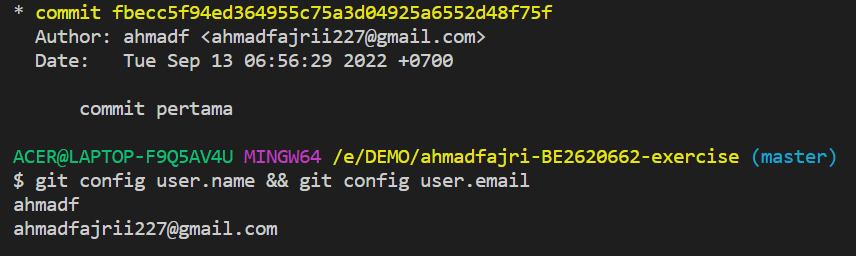 * commit fbecc5f94ed364955c75a3d04925a6552d48f75f
Author: ahmadf <ahmadfajrii227@gmail.com>
Date:   Tue Sep 13 06:56:29 2022 +0700
commit pertama
ACER@LAPTOP-F9Q5AV4U MINGW64 /e/DEMO/ahmadfajri-BE2620662-exercise (master)
$ git config user.name && git config user.email
ahmadf
ahmadfajrii227@gmail.com